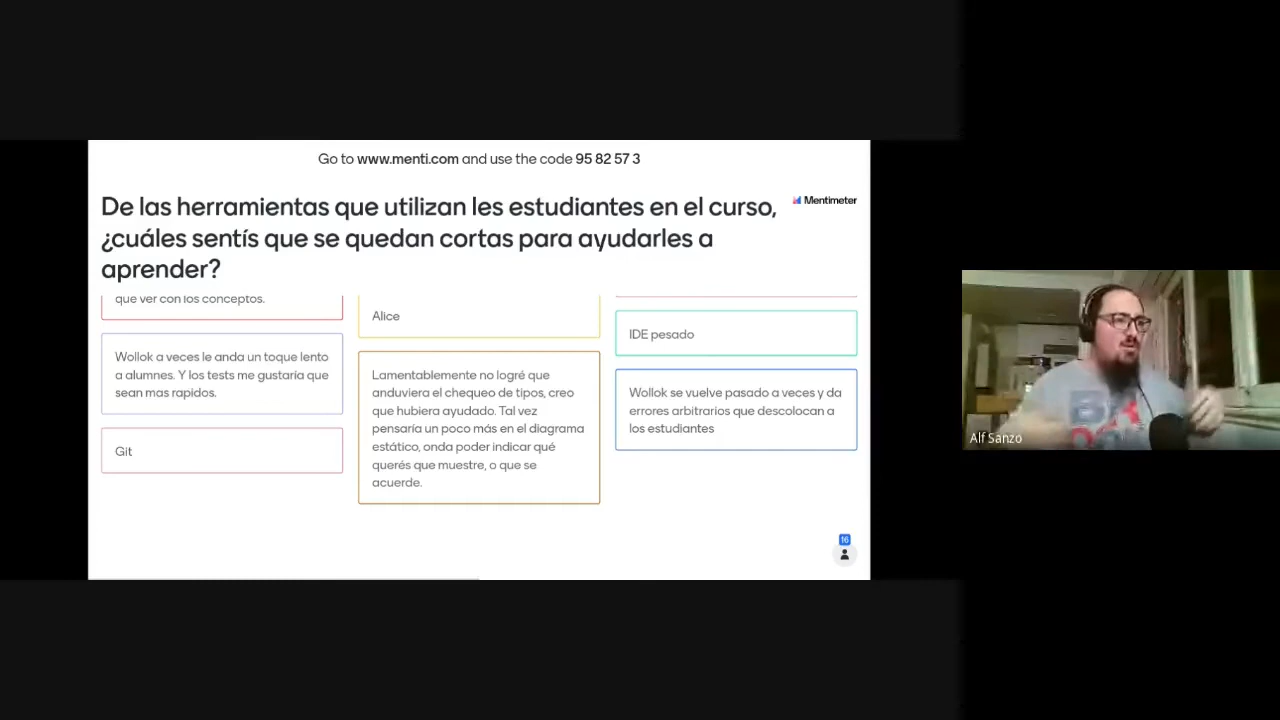 Go to www.menti.com and use the code 95 82 57 3
De las herramientas que utilizan les estudiantes en el curso,
¿cuáles sentís que se quedan cortas para ayudarles a
aprender?
Mentimeter
que ver con los conceptos.
Wollok a veces le anda un toque lento
a alumnes. Y los tests me gustaría que
sean mas rapidos.
Git
Alice
Lamentablemente no logré que
anduviera el chequeo de tipos, creo
que hubiera ayudado. Tal vez
pensaría un poco más en el diagrama
estático, onda poder indicar qué
querés que muestre, o que se
acuerde.
IDE pesado
Wollok se vuelve pasado a veces y da
errores arbitrarios que descolocan a
los estudiantes
16
Alf Sanzo